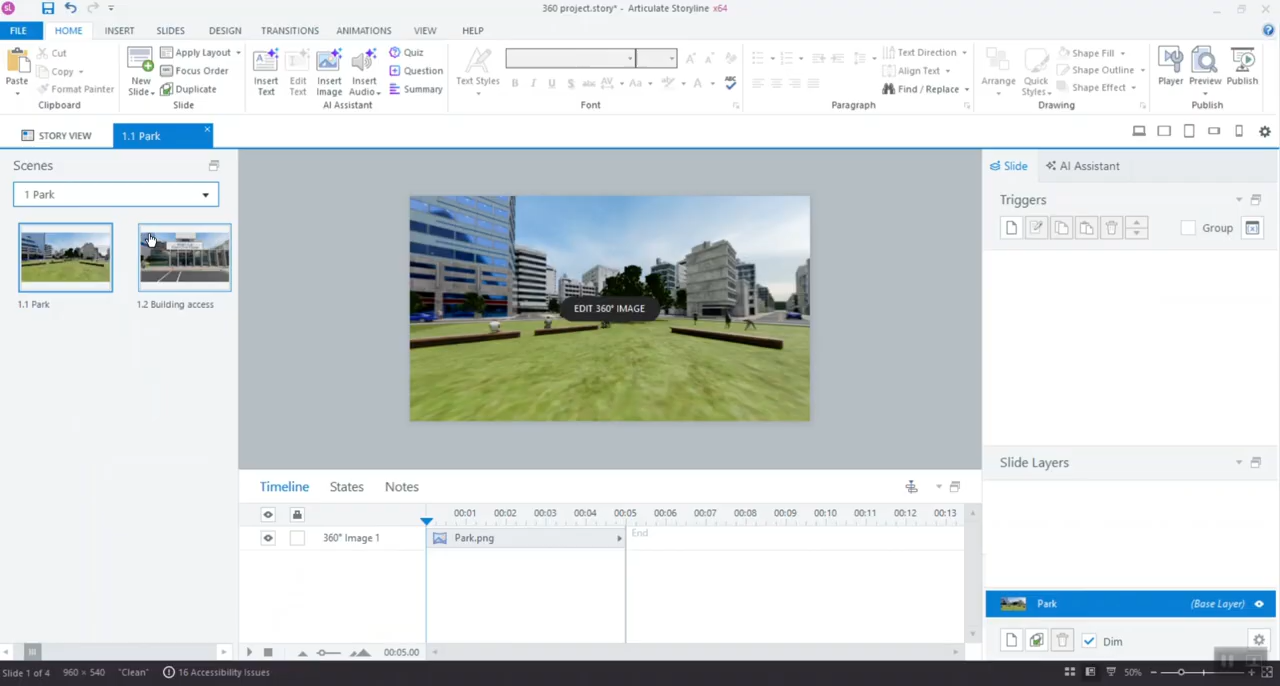 360 project.story* - Articulate Storyline x64
FILE HOME INSERT SLIDES DESIGN TRANSITIONS ANIMATIONS VIEW HELP
Paste
Cut
Copy
Format Painter
Clipboard
New Slide
Apply Layout
Focus Order
Duplicate
Slide
Insert Text
Edit Text
Insert Image
Insert Audio
Quiz
Question
Summary
AI Assistant
Text Styles
B I U S abc AV Aa A ABC
Font
Text Direction
Align Text
Find / Replace
Paragraph
Arrange
Quick Styles
Shape Fill
Shape Outline
Shape Effect
Drawing
Player
Preview
Publish
Publish
STORY VIEW
1.1 Park
Scenes
1 Park
1.1 Park
1.2 Building access
EDIT 360° IMAGE
Slide
AI Assistant
Triggers
Group
Slide Layers
Park (Base Layer)
Dim
Timeline States Notes
00:01 00:02 00:03 00:04 00:05 00:06 00:07 00:08 00:09 00:10 00:11 00:12 00:13
360° Image 1
Park.png
End
00:05.00
Slide 1 of 4 960 × 540 "Clean" 16 Accessibility Issues
50%